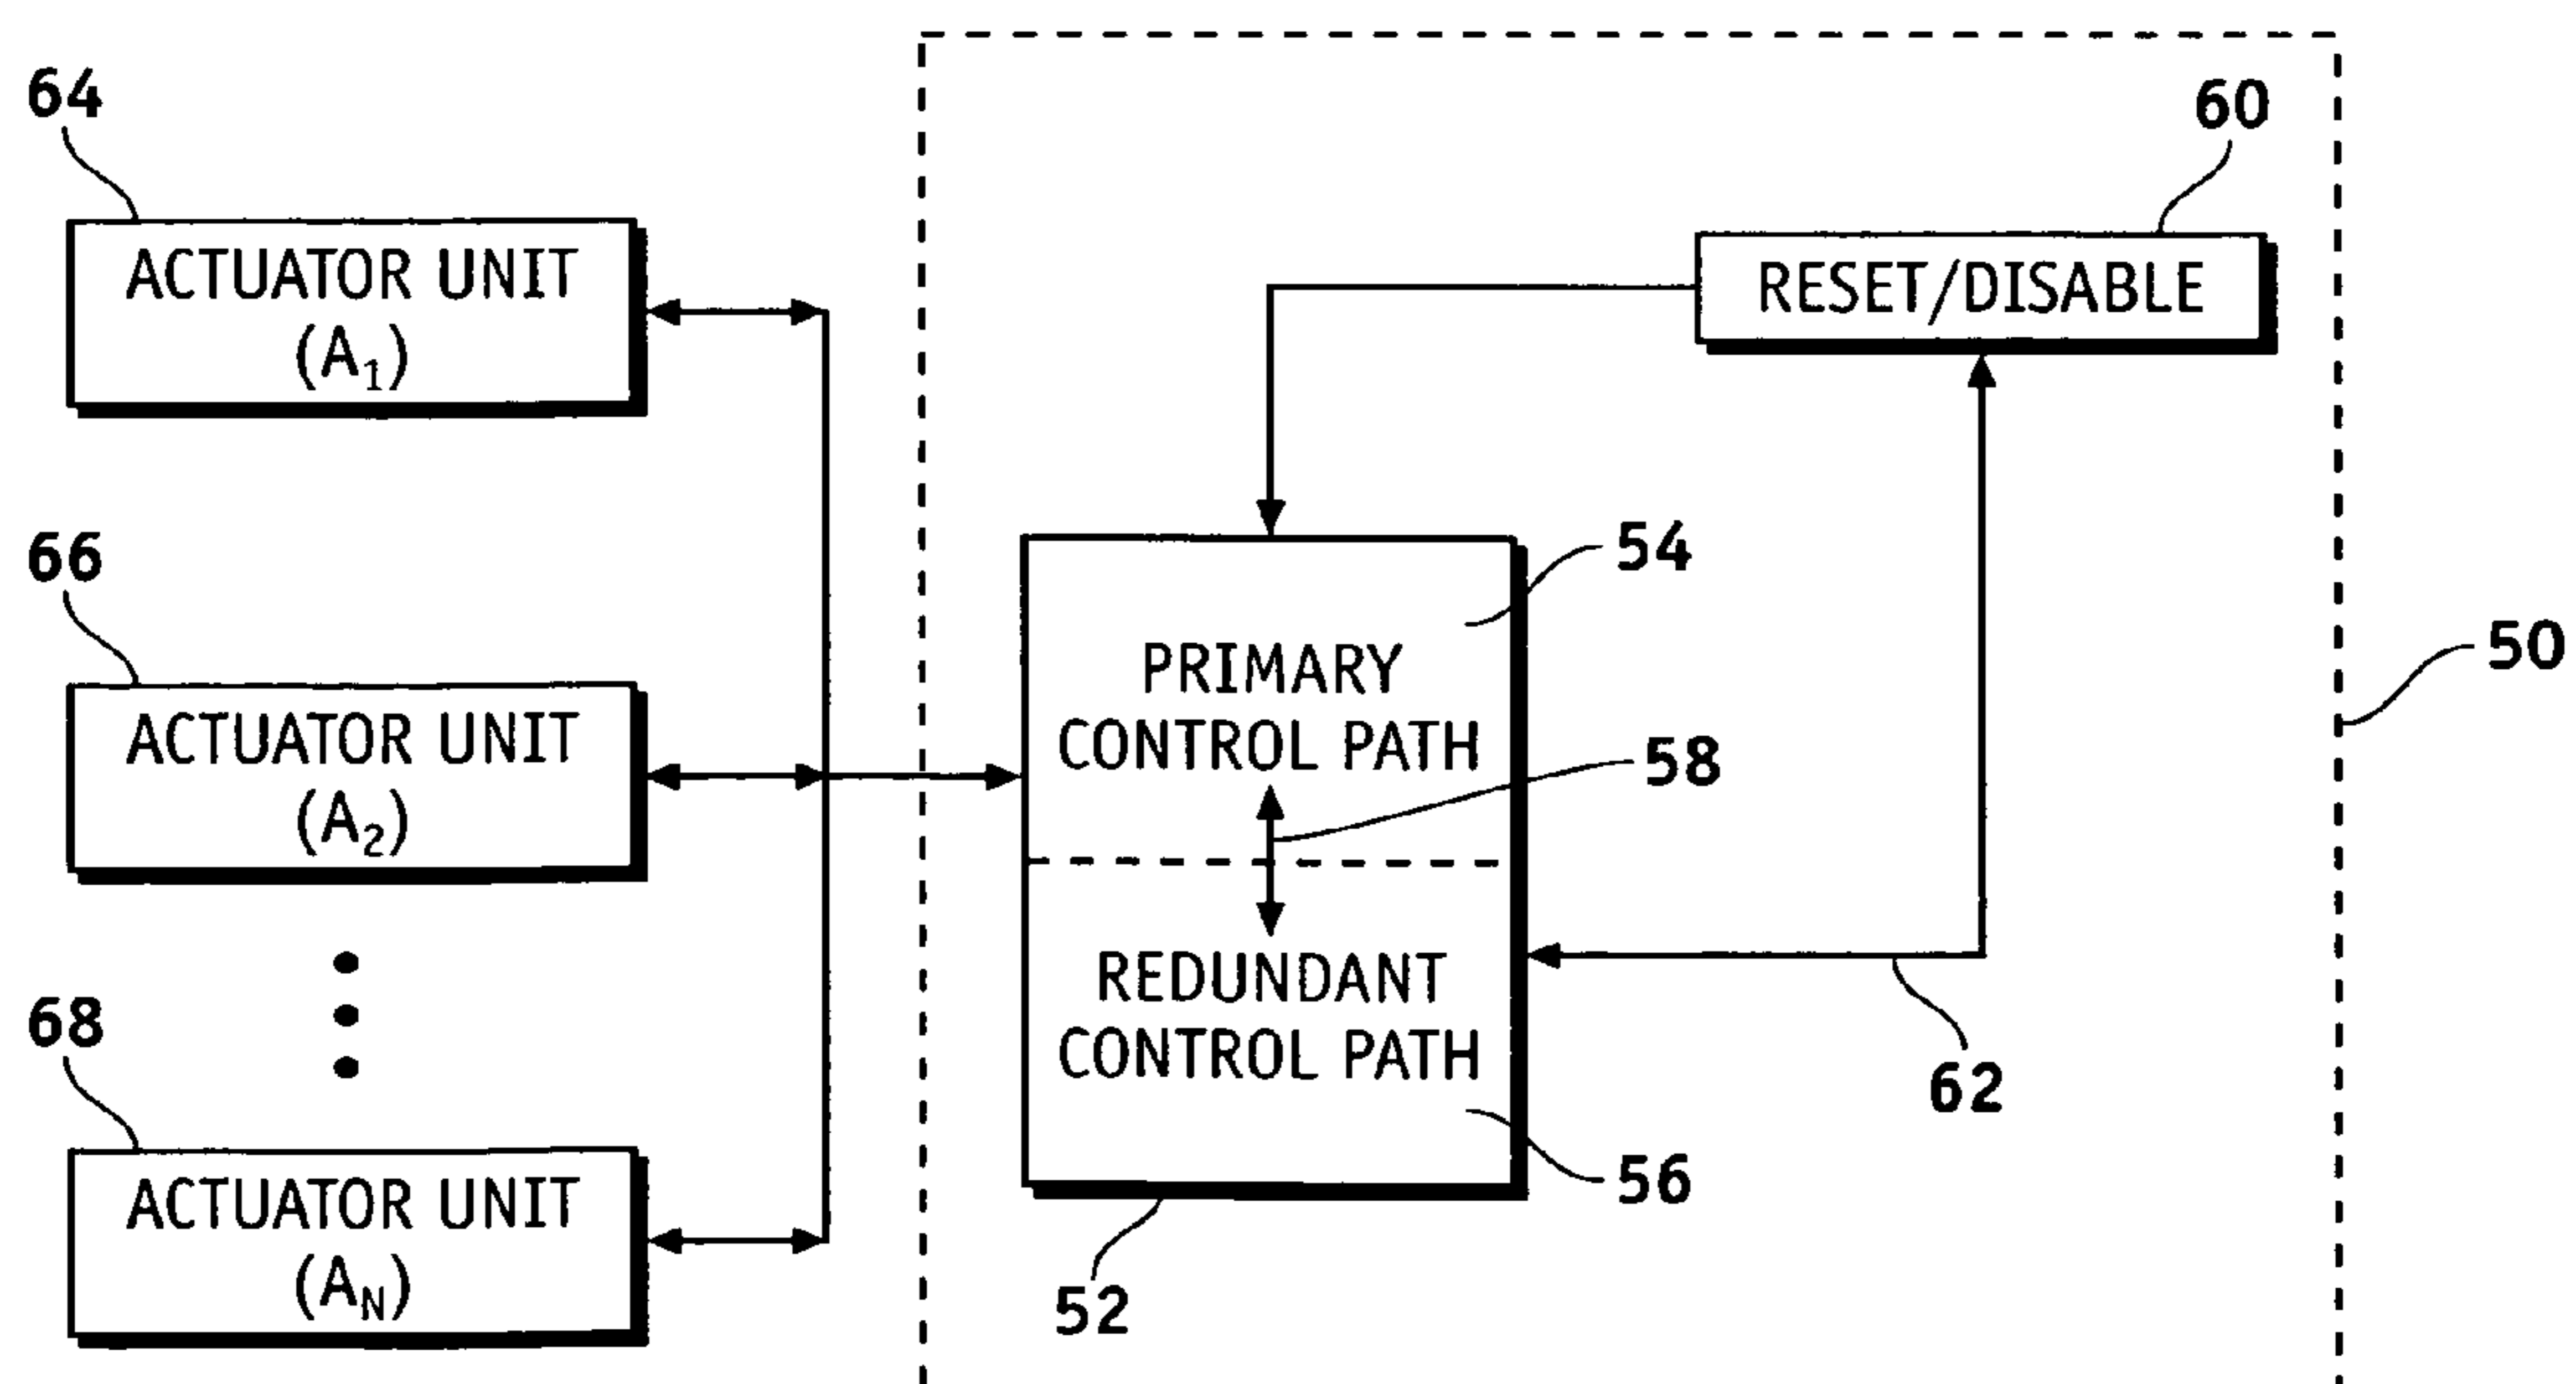 64
60
ACTUATOR UNIT
(A₁)
RESET/DISABLE
66
54
ACTUATOR UNIT
(A₂)
PRIMARY
CONTROL PATH
58
50
68
REDUNDANT
CONTROL PATH
62
56
ACTUATOR UNIT
(A_N)
52